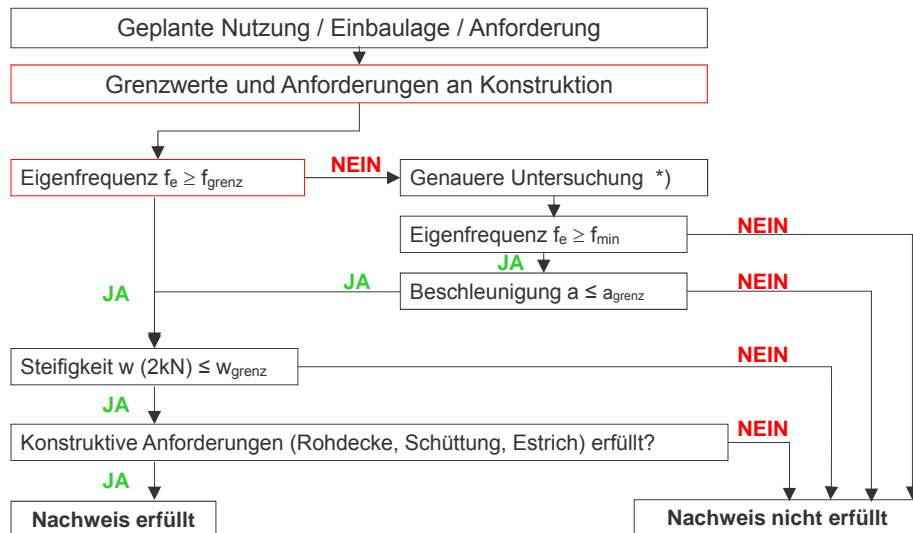 Geplante Nutzung / Einbaulage / Anforderung
Grenzwerte und Anforderungen an Konstruktion
Eigenfrequenz fe ≥ fgrenz
NEIN
Genauere Untersuchung *)
Eigenfrequenz fe ≥ fmin
NEIN
JA
JA
JA
Beschleunigung a ≤ agrenz
NEIN
Steifigkeit w (2kN) ≤ wgrenz
NEIN
JA
Konstruktive Anforderungen (Rohdecke, Schüttung, Estrich) erfüllt?
NEIN
JA
Nachweis erfüllt
Nachweis nicht erfüllt